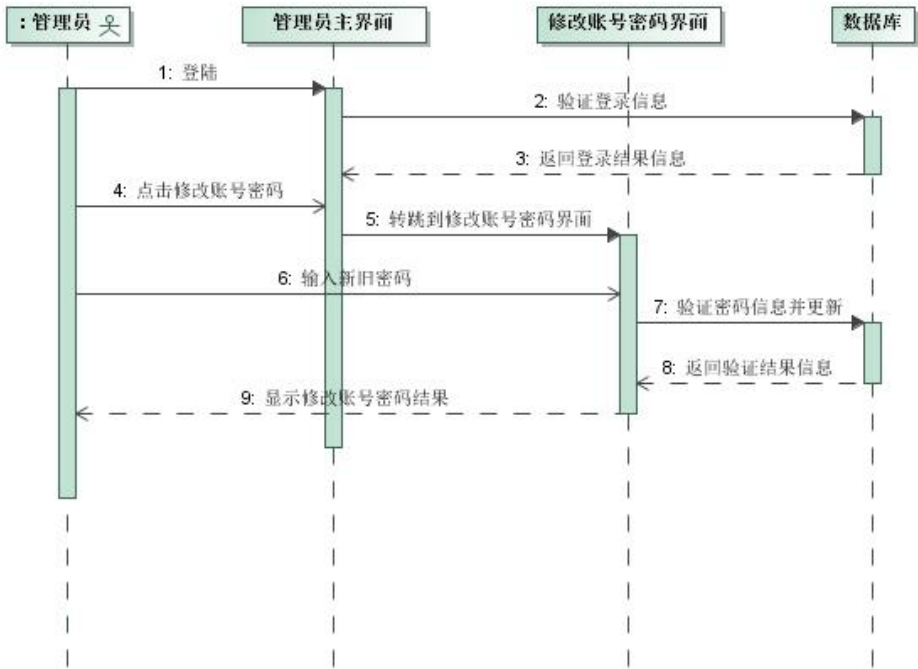 : 管理员
管理员主界面
修改账号密码界面
数据库
1: 登陆
2: 验证登录信息
3: 返回登录结果信息
4: 点击修改账号密码
5: 转跳到修改账号密码界面
6: 输入新旧密码
7: 验证密码信息并更新
8: 返回验证结果信息
9: 显示修改账号密码结果